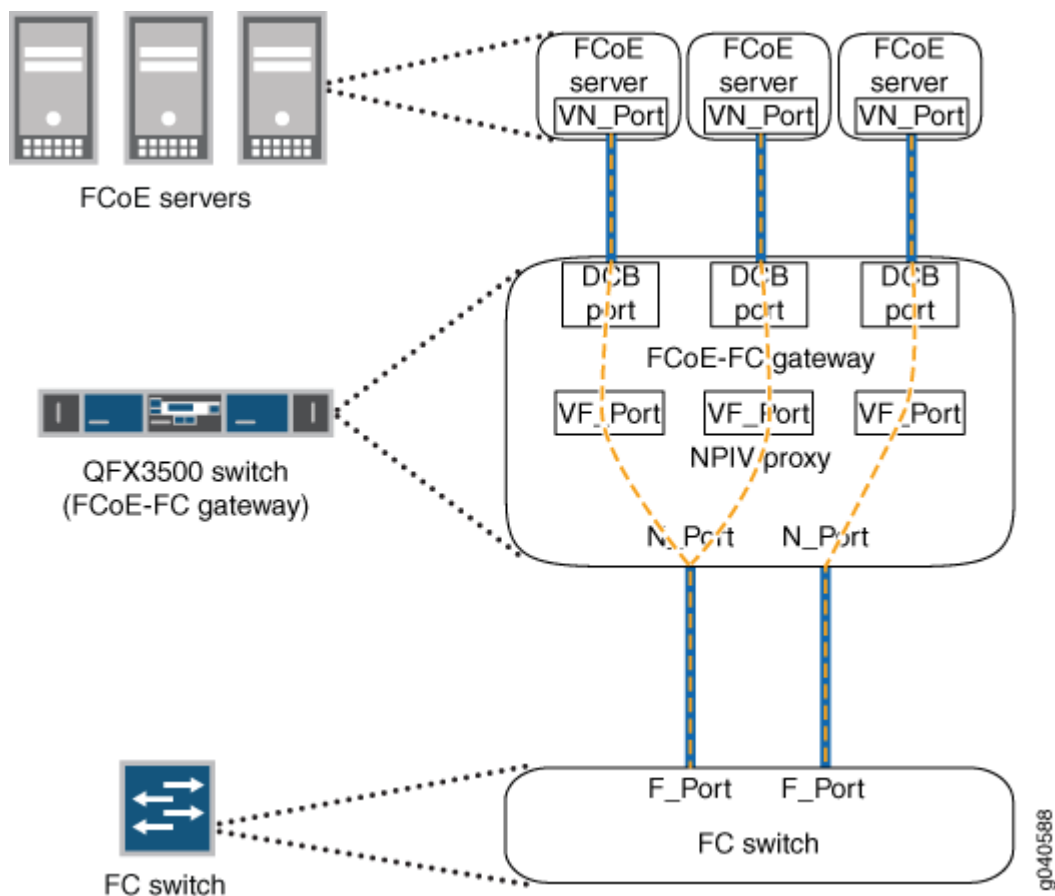 FCoE server
VN_Port
FCoE server
VN_Port
FCoE server
VN_Port
FCoE servers
DCB port
DCB port
DCB port
FCoE-FC gateway
VF_Port
VF_Port
VF_Port
NPIV proxy
N_Port
N_Port
QFX3500 switch
(FCoE-FC gateway)
F_Port
F_Port
FC switch
FC switch
g040588